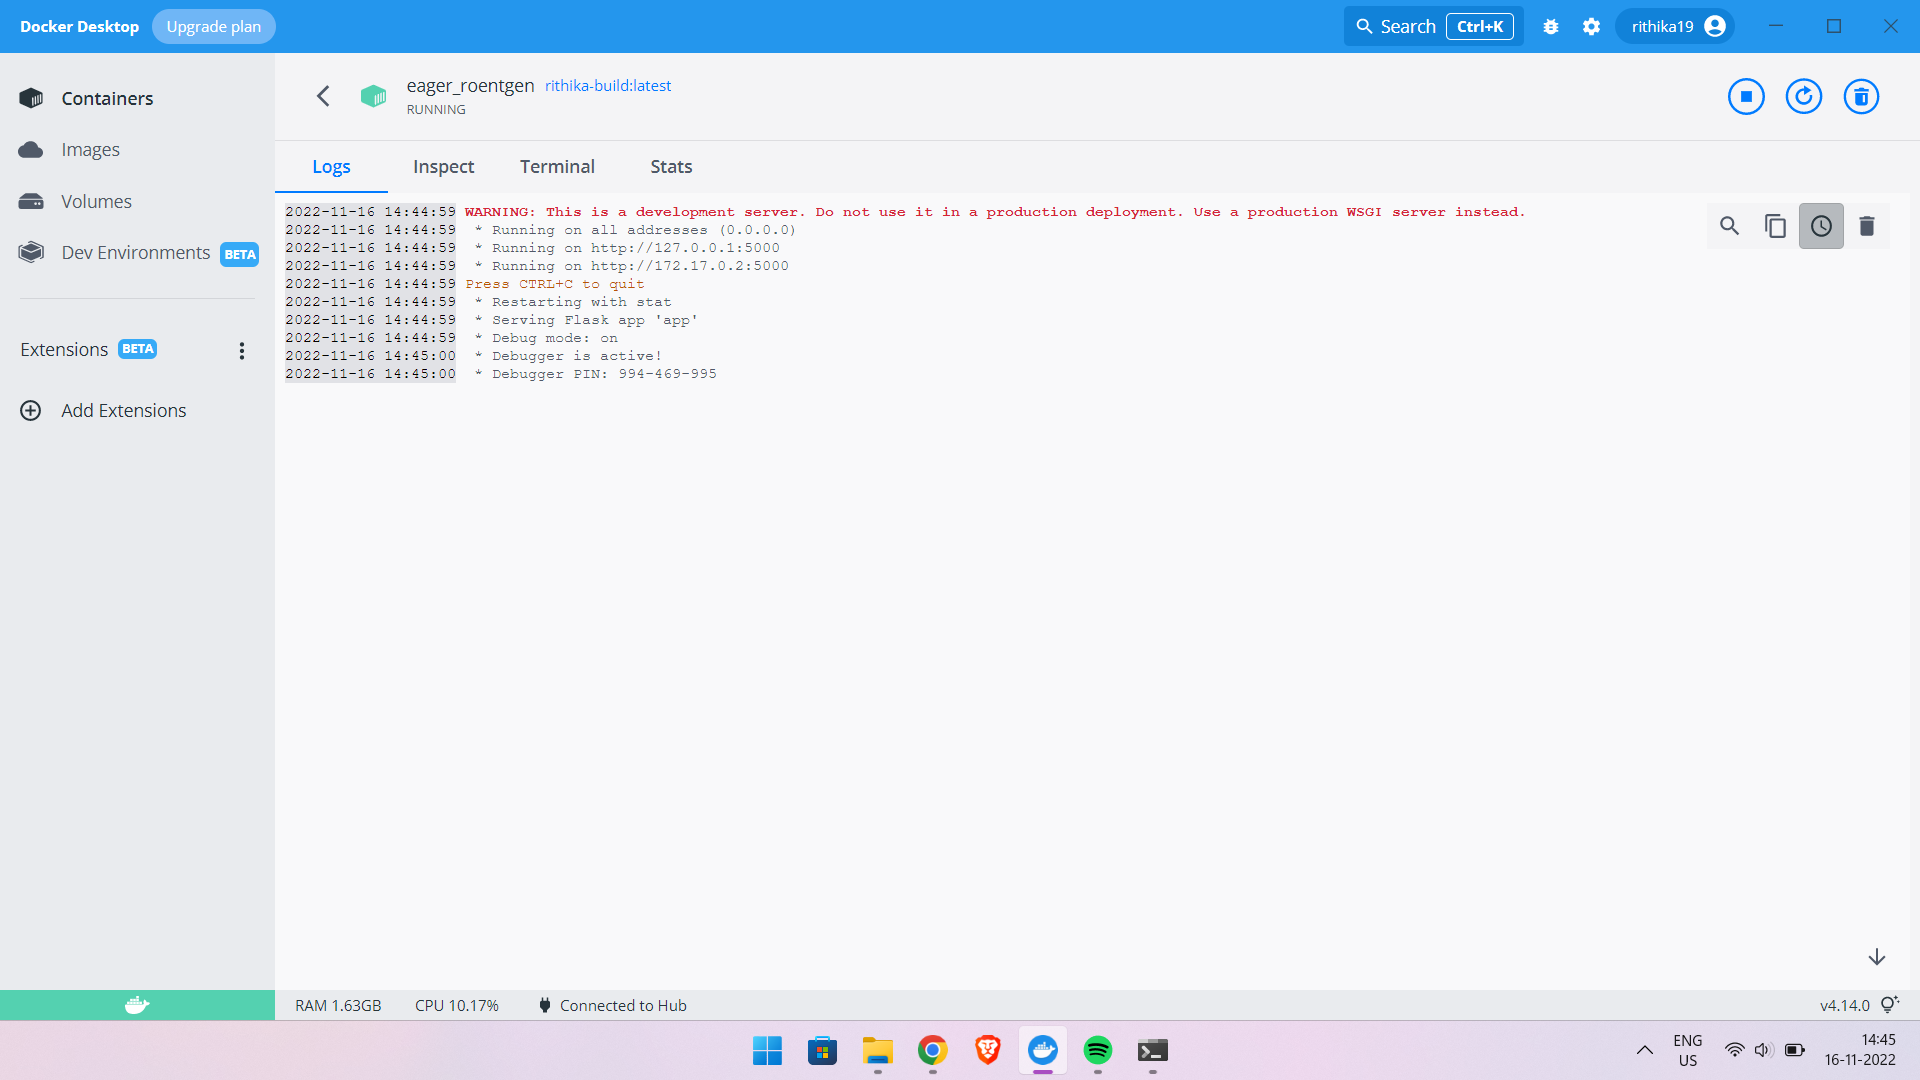 Docker Desktop Upgrade plan Search Ctrl+K rithika19
Containers
Images
Volumes
Dev Environments BETA
Extensions BETA
Add Extensions
eager_roentgen rithika-build:latest
RUNNING
Logs Inspect Terminal Stats
2022-11-16 14:44:59 WARNING: This is a development server. Do not use it in a production deployment. Use a production WSGI server instead.
2022-11-16 14:44:59 * Running on all addresses (0.0.0.0)
2022-11-16 14:44:59 * Running on http://127.0.0.1:5000
2022-11-16 14:44:59 * Running on http://172.17.0.2:5000
2022-11-16 14:44:59 Press CTRL+C to quit
2022-11-16 14:44:59 * Restarting with stat
2022-11-16 14:44:59 * Serving Flask app 'app'
2022-11-16 14:44:59 * Debug mode: on
2022-11-16 14:45:00 * Debugger is active!
2022-11-16 14:45:00 * Debugger PIN: 994-469-995
RAM 1.63GB CPU 10.17% Connected to Hub v4.14.0
ENG
US
14:45
16-11-2022